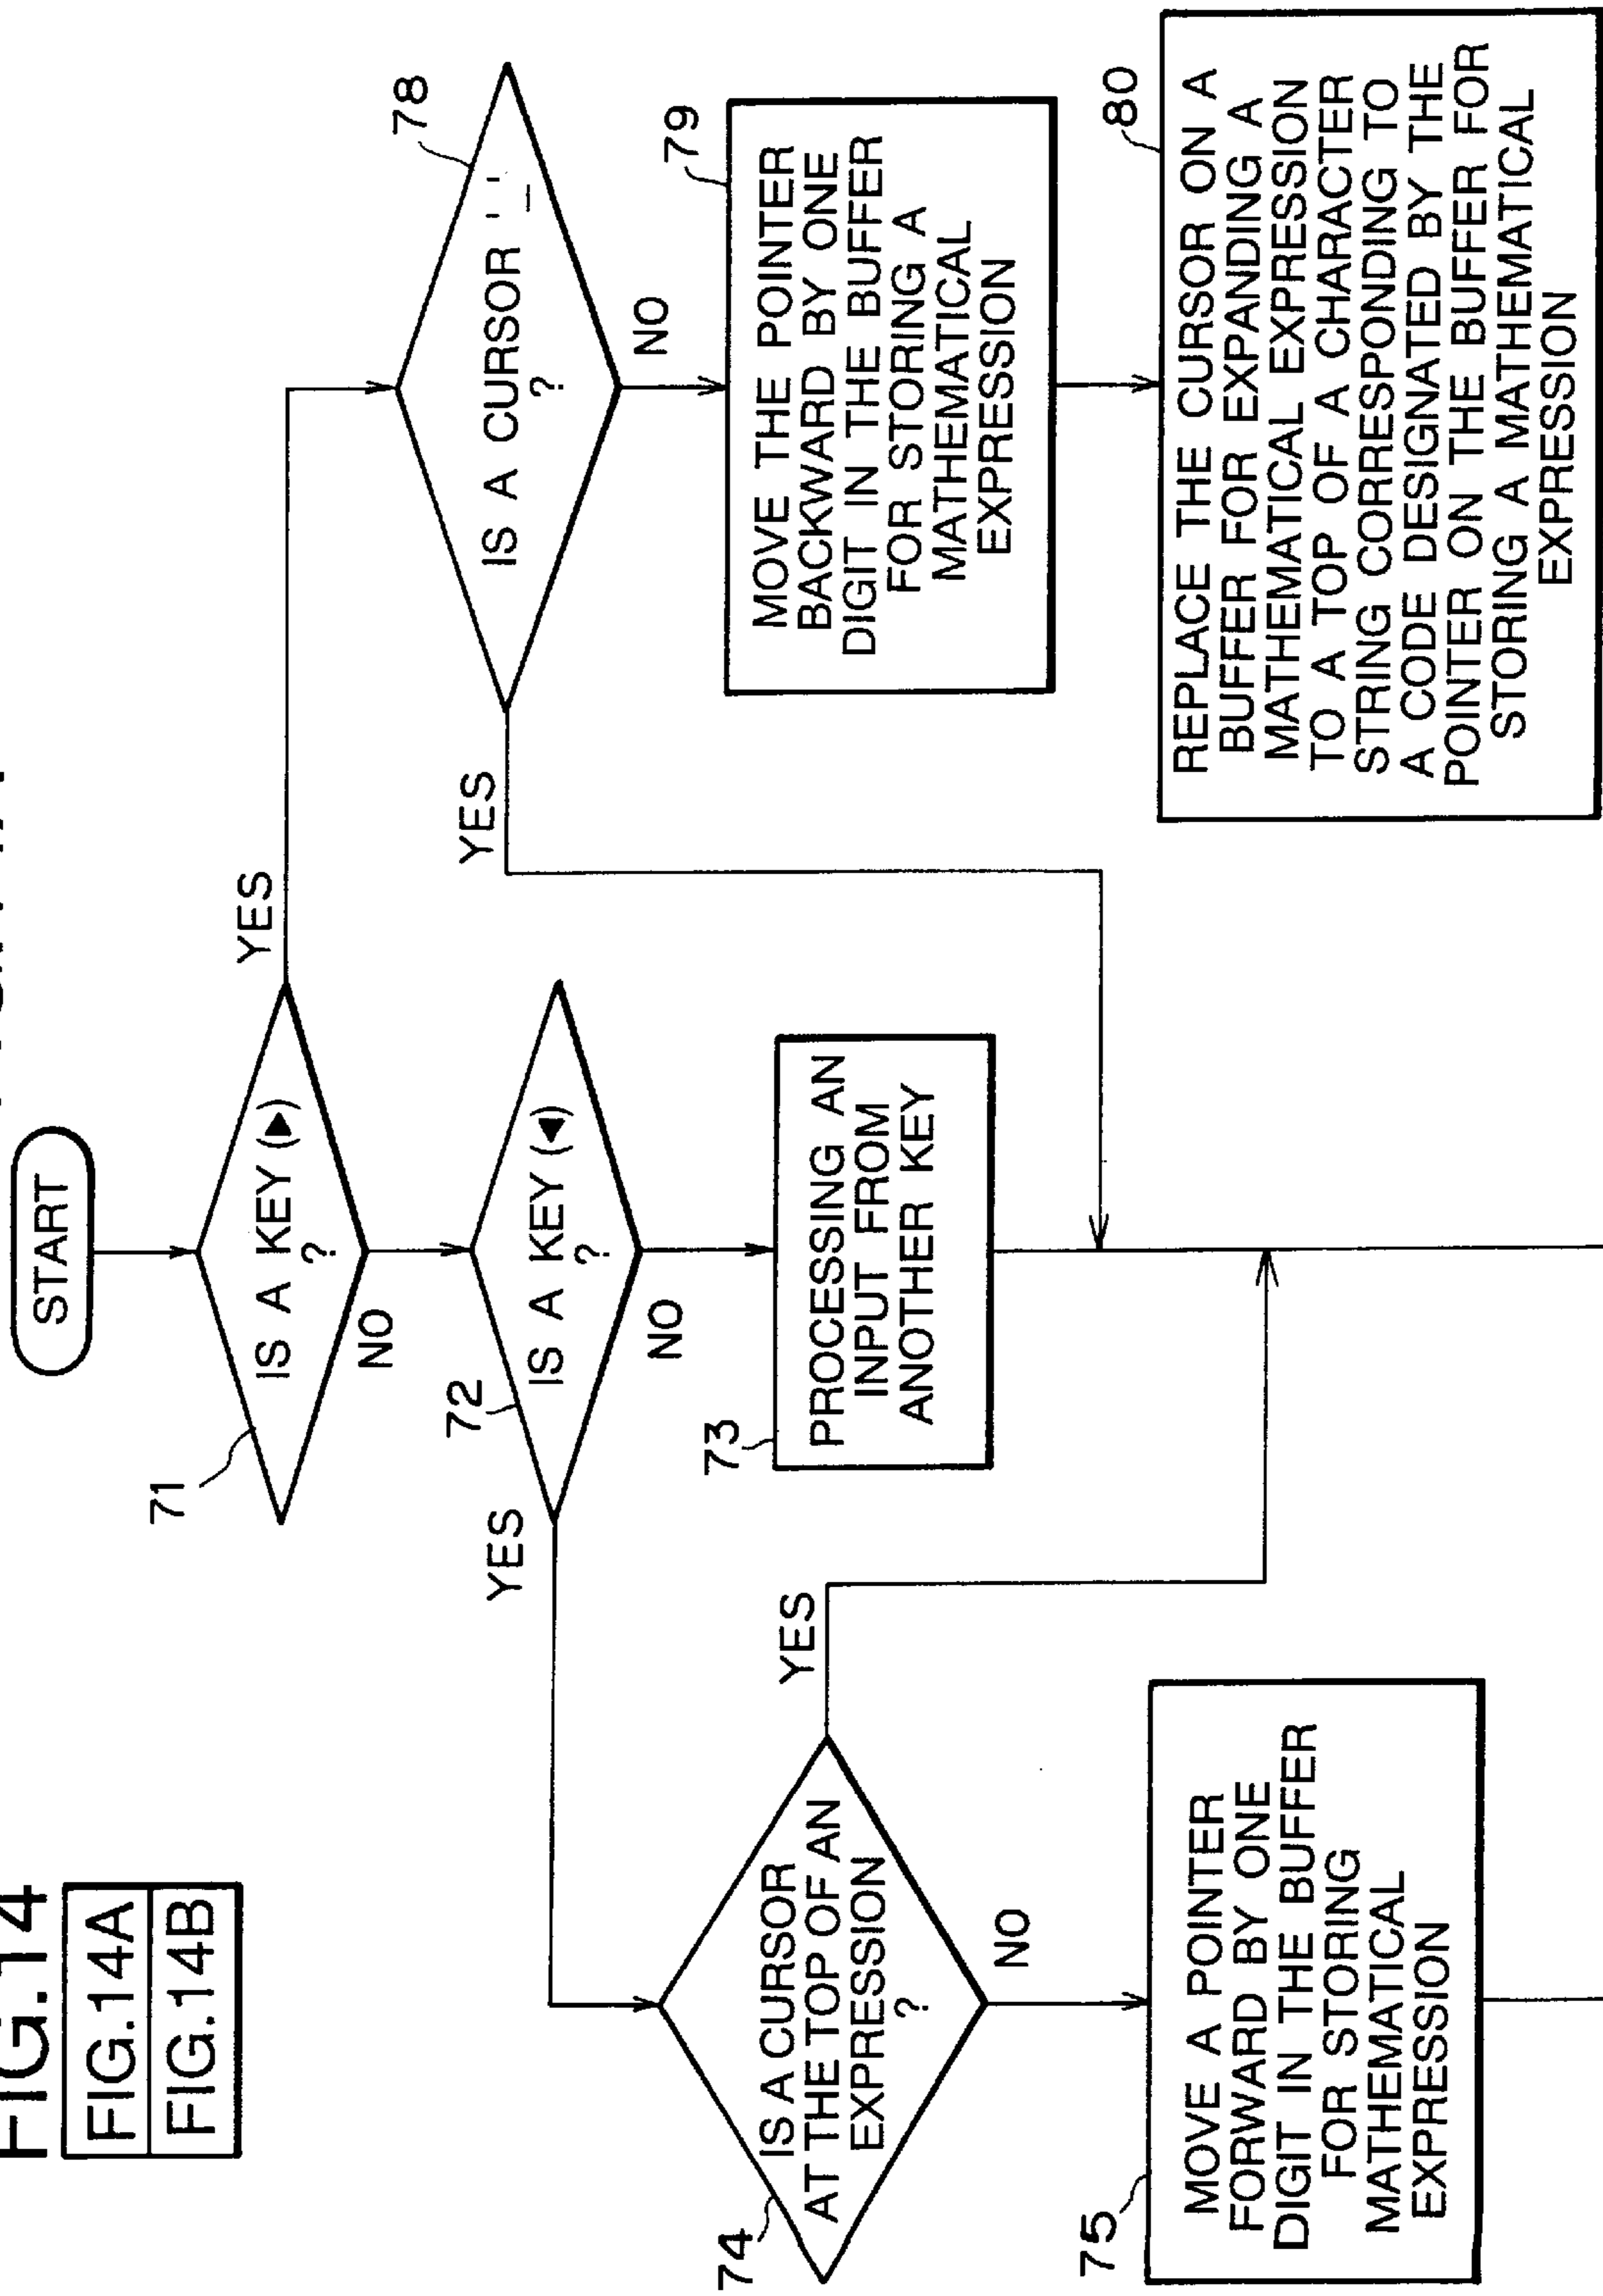 FIG.14
FIG.14A
FIG.14B
START
71
IS A KEY (▶)
?
YES
NO
72
IS A KEY (◀)
?
YES
NO
73
PROCESSING AN
INPUT FROM
ANOTHER KEY
74
IS A CURSOR
AT THE TOP OF AN
EXPRESSION
?
YES
NO
75
MOVE A POINTER
FORWARD BY ONE
DIGIT IN THE BUFFER
FOR STORING
MATHEMATICAL
EXPRESSION
78
IS A CURSOR '_'
?
YES
NO
79
MOVE THE POINTER
BACKWARD BY ONE
DIGIT IN THE BUFFER
FOR STORING A
MATHEMATICAL
EXPRESSION
80
REPLACE THE CURSOR ON A
BUFFER FOR EXPANDING A
MATHEMATICAL EXPRESSION
TO A TOP OF A CHARACTER
STRING CORRESPONDING TO
A CODE DESIGNATED BY THE
POINTER ON THE BUFFER FOR
STORING A MATHEMATICAL
EXPRESSION